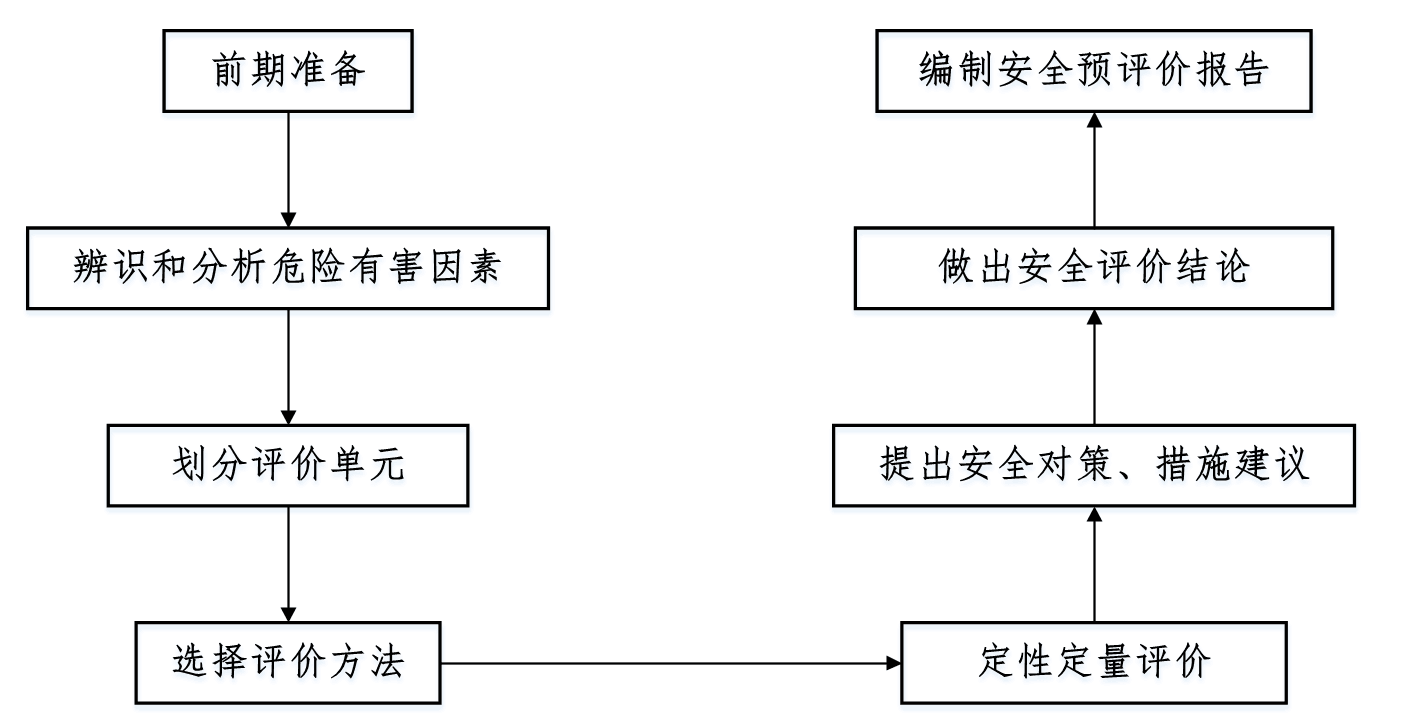 前期准备
辨识和分析危险有害因素
划分评价单元
选择评价方法
定性定量评价
提出安全对策、措施建议
做出安全评价结论
编制安全预评价报告